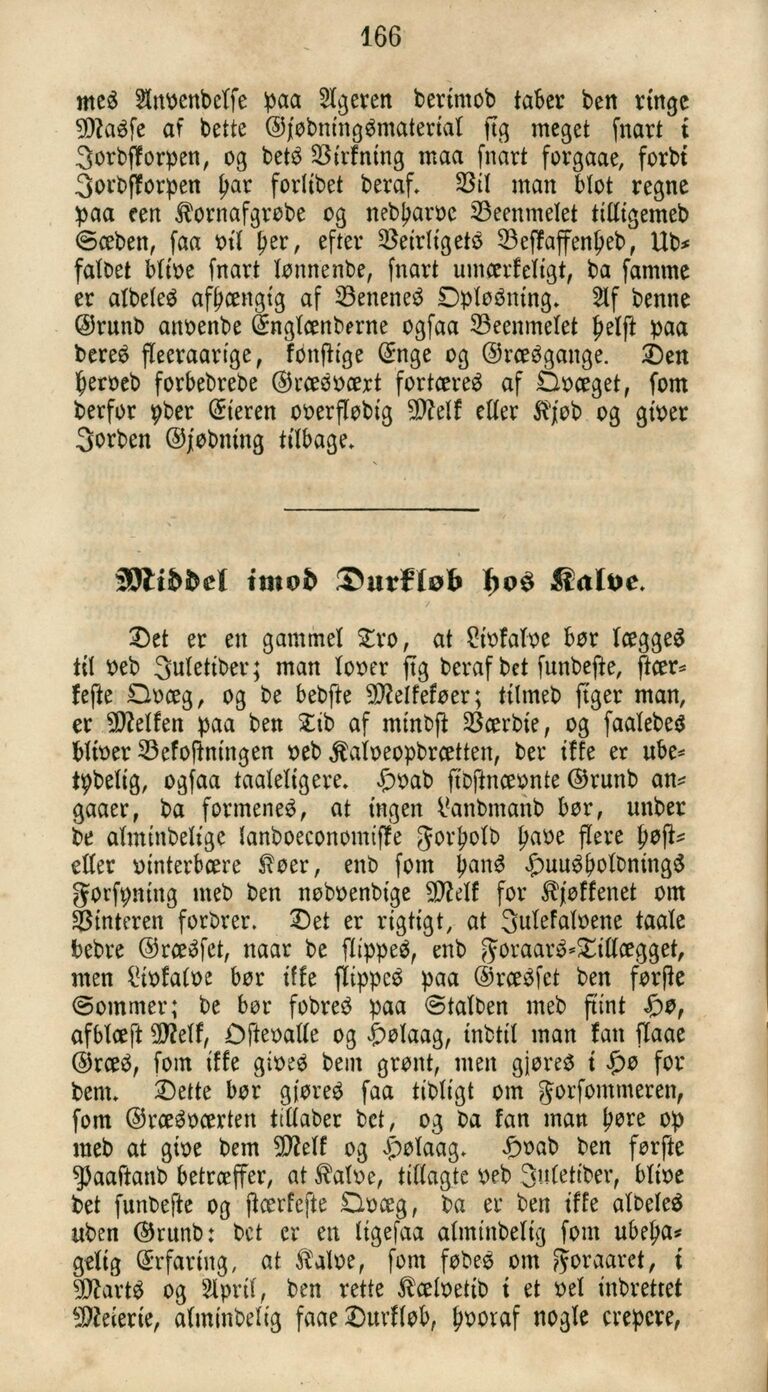 166
mes Anvendelse paa Ageren derimod taber den ringe
Masse af dette Gjødningsmaterial sig meget snart i
Jordskorpen, og dets Virkning maa snart forgaae, fordi
Jordskorpen har forlidet deraf. Vil man blot regne
paa een Kornafgrøde og nedharve Beenmelet tilligemed
Sæden, saa vil her, efter Veirligets Beskaffenhed, Ud-
faldet blive snart lønnende, snart umærkeligt, da samme
er aldeles afhængig af Benenes Opløsning. Af denne
Grund anvende Englænderne ogsaa Beenmelet helst paa
deres fleeraarige, konstige Enge og Græsgange. Den
herved forbedrede Græsvæxt fortæres af Qvæget, som
derfor yder Eieren overflødig Melk eller Kjød og giver
Jorden Gjødning tilbage.
Middel imod Durkløb hos Kalve.
Det er en gammel Tro, at Livkalve bør lægges
til ved Juletider; man lover sig deraf det sundeste, stær-
keste Qvæg, og de bedste Melkekøer; tilmed siger man,
er Melken paa den Tid af mindst Værdie, og saaledes
bliver Bekostningen ved Kalveopdrætten, der ikke er ube-
tydelig, ogsaa taaleligere. Hvad sidstnævnte Grund an-
gaaer, da formenes, at ingen Landmand bør, under
de almindelige landoeconomiske Forhold have flere høst-
eller vinterbære Køer, end som hans Huusholdnings
Forsyning med den nødvendige Melk for Kjøkkenet om
Vinteren fordrer. Det er rigtigt, at Julekalvene taale
bedre Græsset, naar de slippes, end Foraars-Tillægget,
men Livkalve bør ikke slippes paa Græsset den første
Sommer; de bør fodres paa Stalden med fiint Hø,
afblæst Melk, Ostevalle og Hølaag, indtil man kan slaae
Græs, som ikke gives dem grønt, men gjøres i Hø for
dem. Dette bør gjøres saa tidligt om Forsommeren,
som Græsværten tillader det, og da kan man høre op
med at give dem Melk og Hølaag. Hvad den første
Paastand betræffer, at Kalve, tillagte ved Juletider, blive
det sundeste og stærkeste Qvæg, da er den ikke aldeles
uden Grund: det er en ligesaa almindelig som ubeha-
gelig Erfaring, at Kalve, som fødes om Foraaret, i
Marts og April, den rette Kælvetid i et vel indrettet
Meierie, almindelig faae Durkløb, hvoraf nogle crepere,